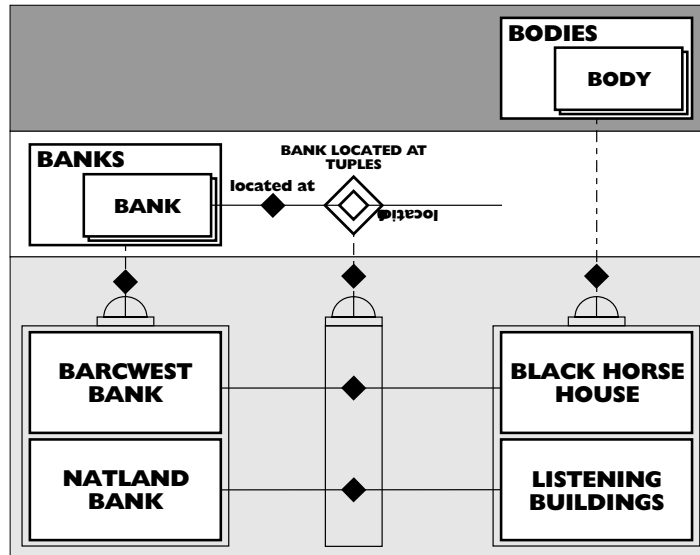 BODIES
BODY
BANK LOCATED AT
TUPLES
BANKS
located at
BANK
BARCWEST
BANK
BLACK HORSE
HOUSE
NATLAND
BANK
LISTENING
BUILDINGS